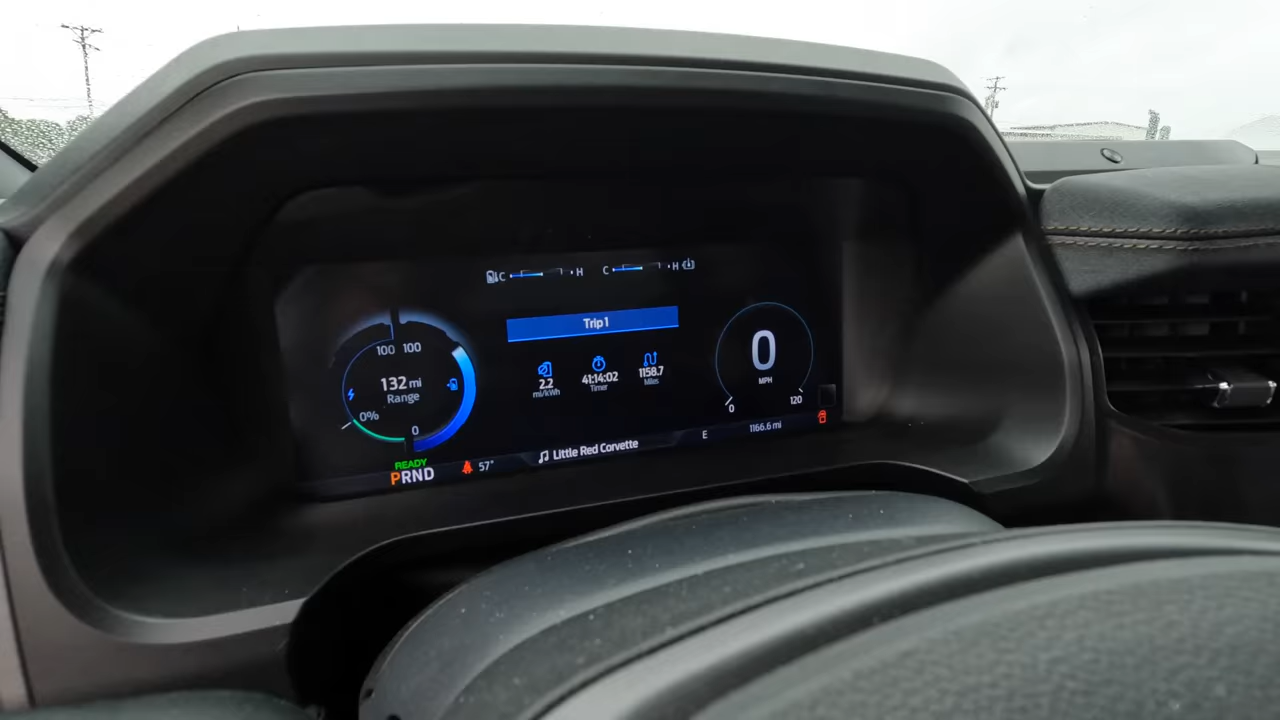 C H C H
Trip 1
100 100
132 mi
Range
0%
0
2.2
mi/kWh
41:14:02
Timer
1158.7
Miles
0
MPH
0 120
READY
PRND
57°
Little Red Corvette
E
1166.6 mi